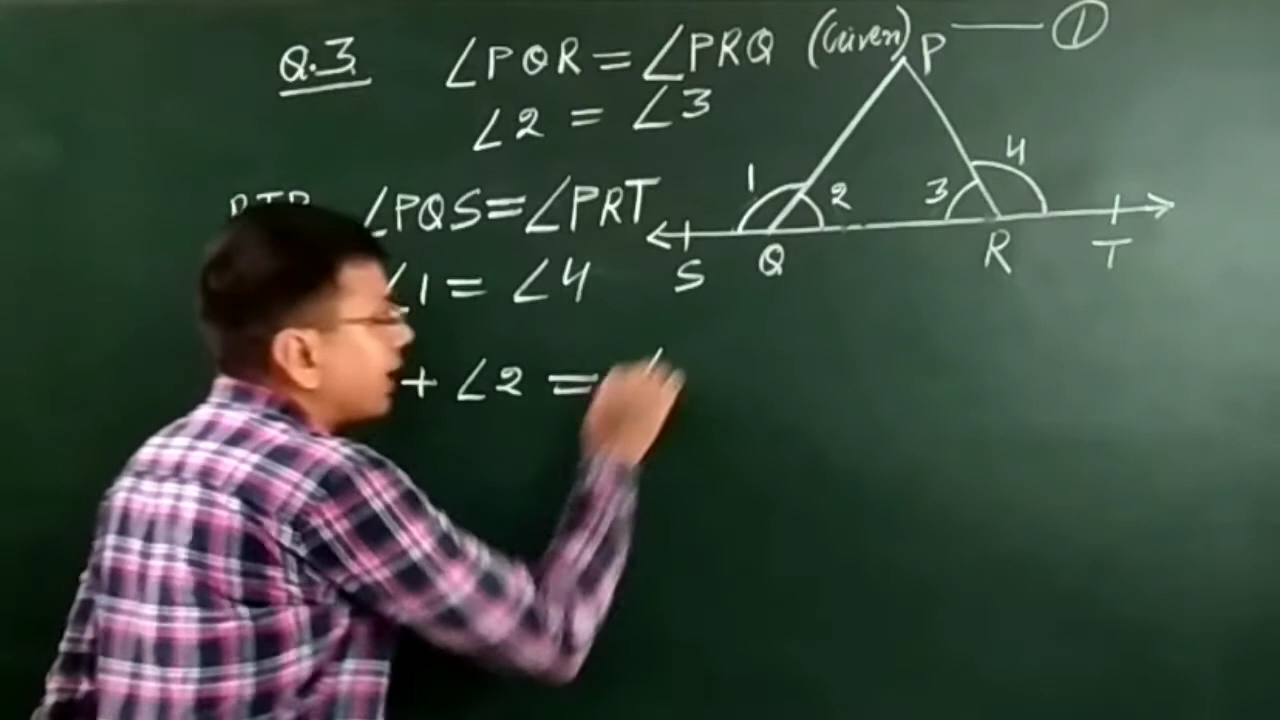 Q.3 ∠PQR = ∠PRQ (Given) — ①
∠2 = ∠3
∠PQS = ∠PRT
∠1 = ∠4
+ ∠2 =
P
1 2 3 4
S Q R T